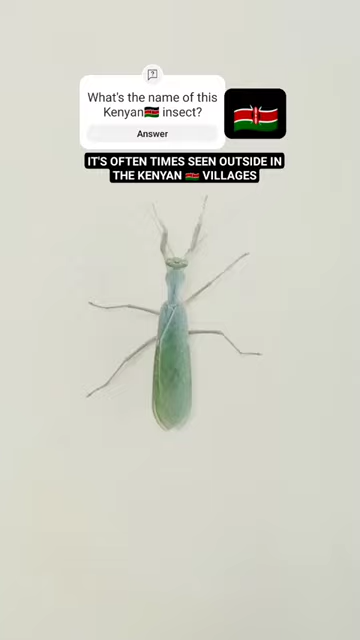 What's the name of this
Kenyan🇰🇪 insect?
Answer
IT'S OFTEN TIMES SEEN OUTSIDE IN
THE KENYAN 🇰🇪 VILLAGES